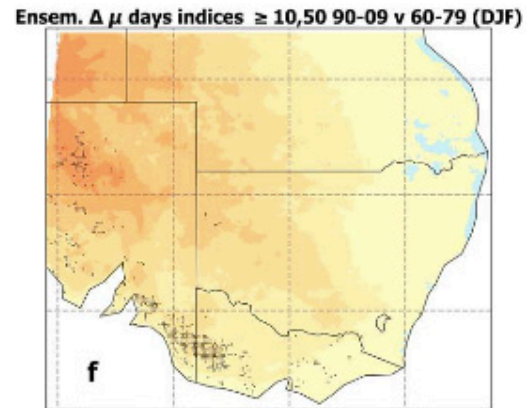 Ensem. Δ μ days indices ≥ 10,50 90-09 v 60-79 (DJF)
f